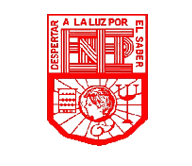 DESPERTAR A LA LUZ POR EL SABER
ENP